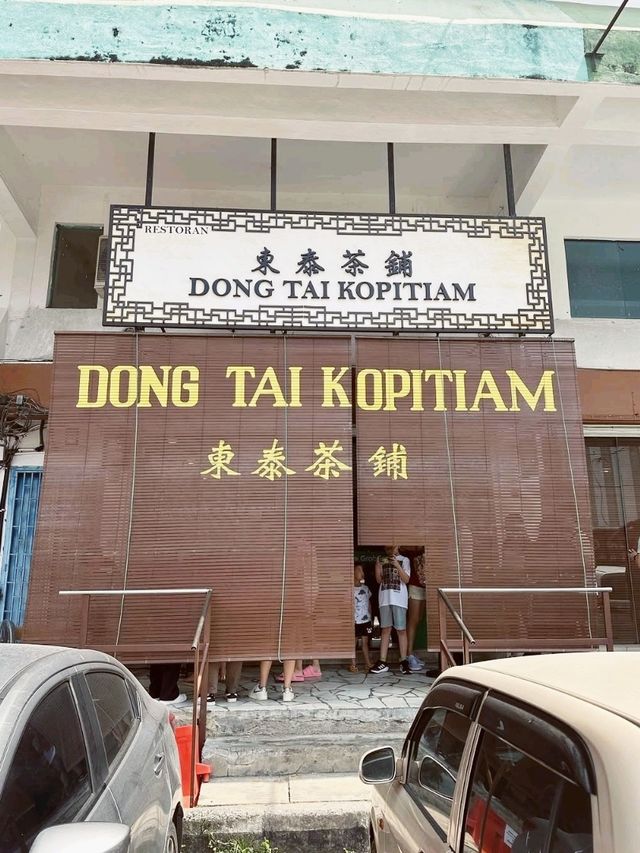 RESTORAN
東泰茶鋪
DONG TAI KOPITIAM
DONG TAI KOPITIAM
東泰茶鋪